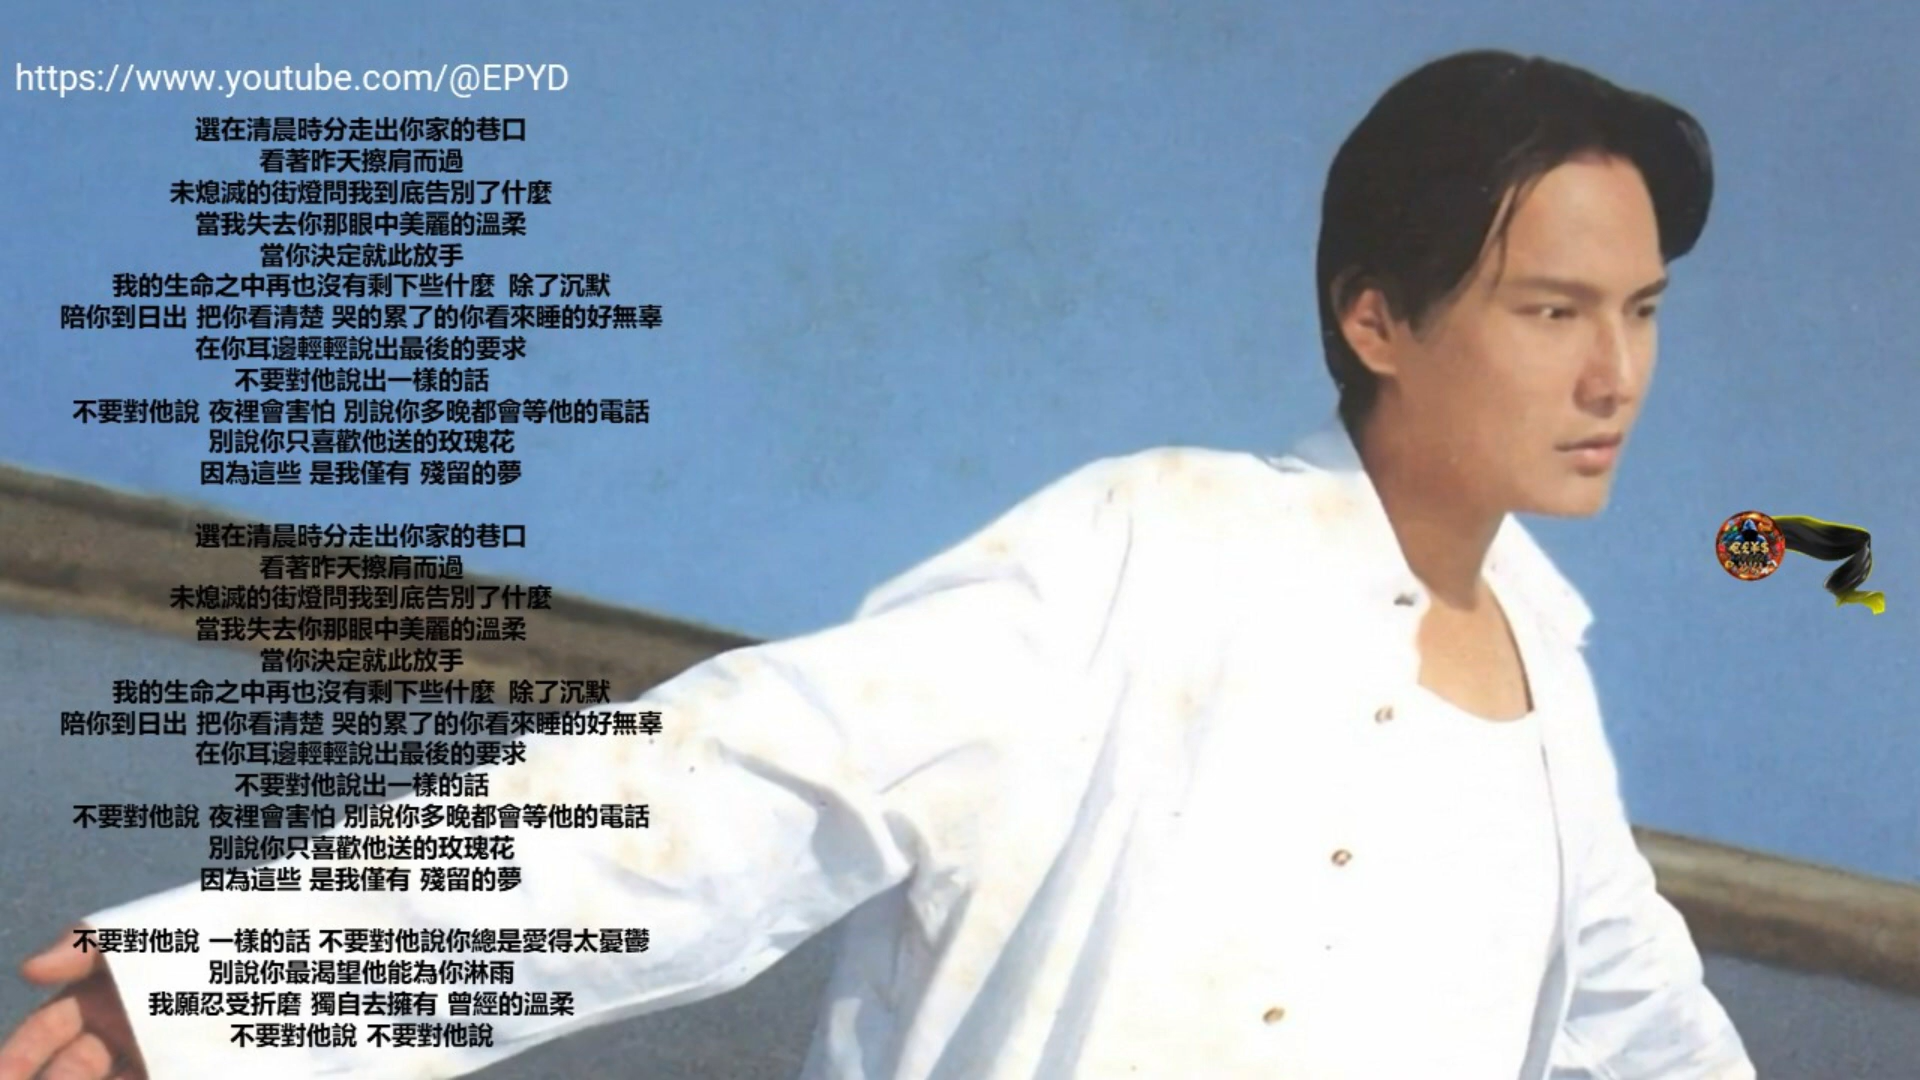 https://www.youtube.com/@EPYD
選在清晨時分走出你家的巷口
看著昨天擦肩而過
未熄滅的街燈問我到底告別了什麼
當我失去你那眼中美麗的溫柔
當你決定就此放手
我的生命之中再也沒有剩下些什麼 除了沉默
陪你到日出 把你看清楚 哭的累了的你看來睡的好無辜
在你耳邊輕輕說出最後的要求
不要對他說出一樣的話
不要對他說 夜裡會害怕 別說你多晚都會等他的電話
別說你只喜歡他送的玫瑰花
因為這些 是我僅有 殘留的夢
選在清晨時分走出你家的巷口
看著昨天擦肩而過
未熄滅的街燈問我到底告別了什麼
當我失去你那眼中美麗的溫柔
當你決定就此放手
我的生命之中再也沒有剩下些什麼 除了沉默
陪你到日出 把你看清楚 哭的累了的你看來睡的好無辜
在你耳邊輕輕說出最後的要求
不要對他說出一樣的話
不要對他說 夜裡會害怕 別說你多晚都會等他的電話
別說你只喜歡他送的玫瑰花
因為這些 是我僅有 殘留的夢
不要對他說 一樣的話 不要對他說你總是愛得太憂鬱
別說你最渴望他能為你淋雨
我願忍受折磨 獨自去擁有 曾經的溫柔
不要對他說 不要對他說